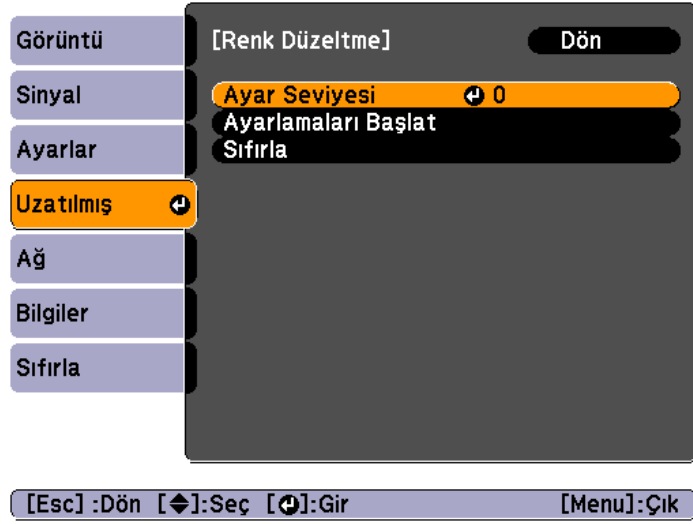 Görüntü
Sinyal
Ayarlar
Uzatılmış
Ağ
Bilgiler
Sıfırla
[Renk Düzeltme] Dön
Ayar Seviyesi 0
Ayarlamaları Başlat
Sıfırla
[Esc] :Dön [◆]:Seç [↵]:Gir [Menu]:Çık